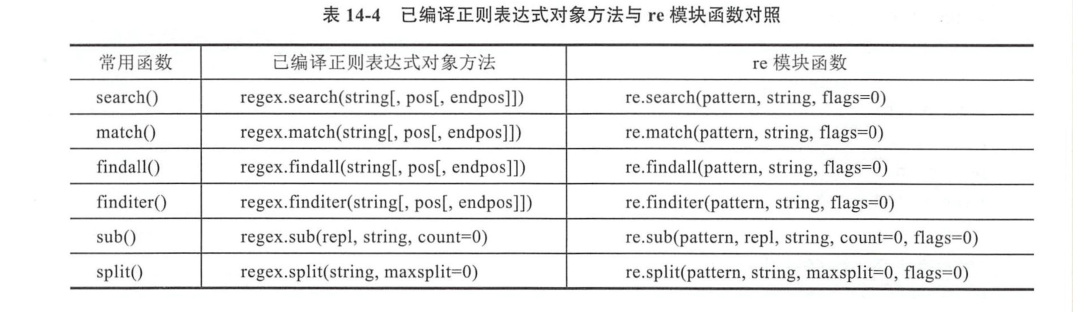 表 14-4 已编译正则表达式对象方法与 re 模块函数对照
常用函数 已编译正则表达式对象方法 re 模块函数
search() regex.search(string[, pos[, endpos]]) re.search(pattern, string, flags=0)
match() regex.match(string[, pos[, endpos]]) re.match(pattern, string, flags=0)
findall() regex.findall(string[, pos[, endpos]]) re.findall(pattern, string, flags=0)
finditer() regex.finditer(string[, pos[, endpos]]) re.finditer(pattern, string, flags=0)
sub() regex.sub(repl, string, count=0) re.sub(pattern, repl, string, count=0, flags=0)
split() regex.split(string, maxsplit=0) re.split(pattern, string, maxsplit=0, flags=0)